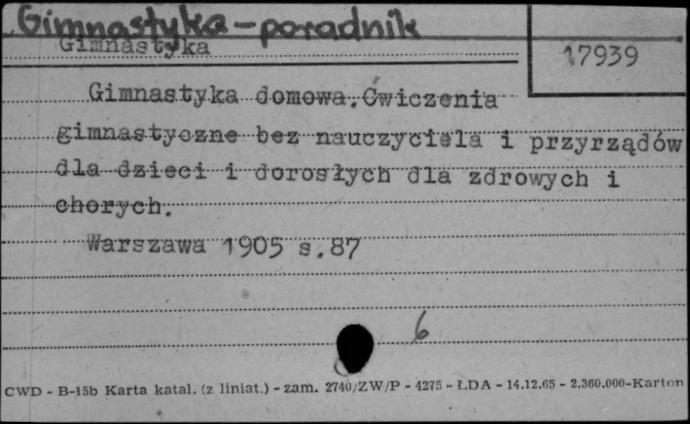 Gimnastyka - poradnik
Gimnastyka
17939
Gimnastyka domowa.Ćwiczenia
gimnastyczne bez nauczyciela i przyrządów
dla dzieci i dorosłych dla zdrowych i
chorych.
Warszawa 1905 s.87
6
CWD - B-15b Karta katal. (z liniat.) - zam. 2740/ZW/P - 4275 - ŁDA - 14.12.65 - 2.360.000-Karton